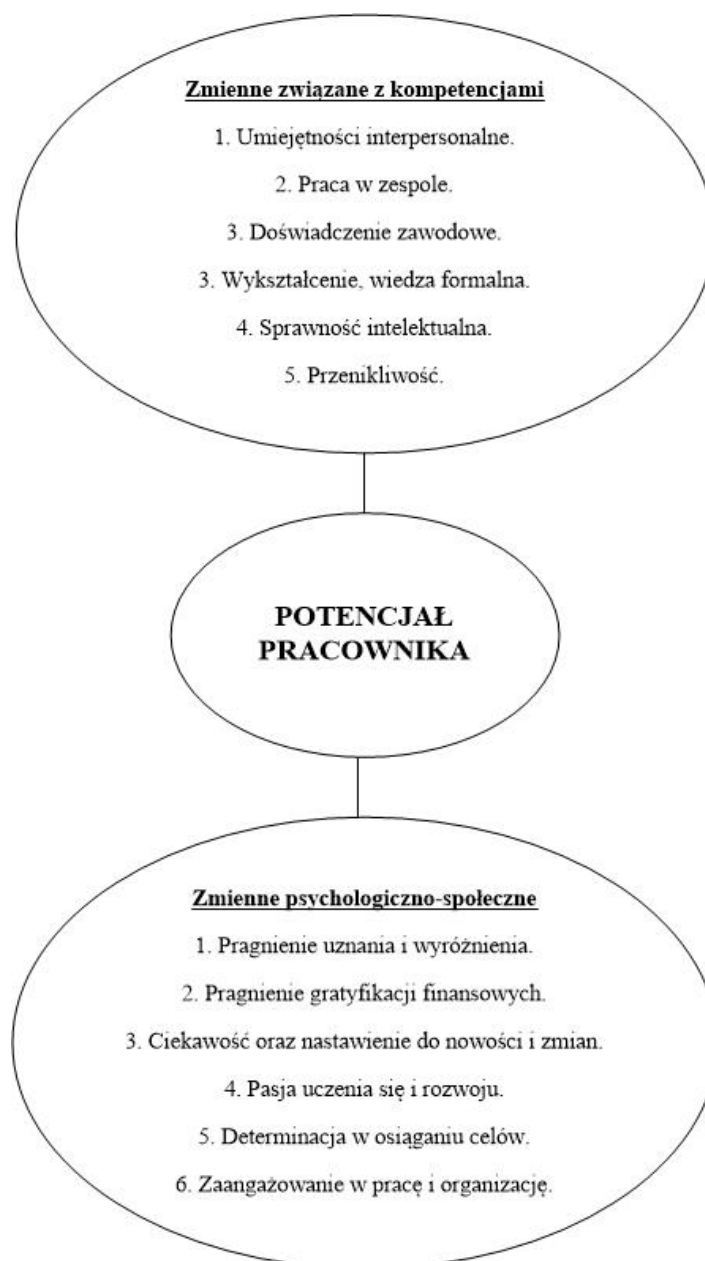 Zmienne związane z kompetencjami
1. Umiejętności interpersonalne.
2. Praca w zespole.
3. Doświadczenie zawodowe.
3. Wykształcenie, wiedza formalna.
4. Sprawność intelektualna.
5. Przenikliwość.
POTENCJAŁ
PRACOWNIKA
Zmienne psychologiczno-społeczne
1. Pragnienie uznania i wyróżnienia.
2. Pragnienie gratyfikacji finansowych.
3. Ciekawość oraz nastawienie do nowości i zmian.
4. Pasja uczenia się i rozwoju.
5. Determinacja w osiąganiu celów.
6. Zaangażowanie w pracę i organizację.